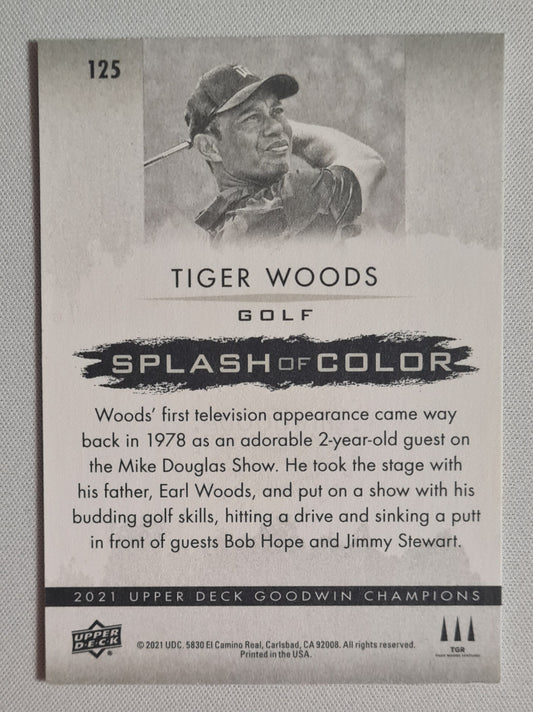 125
TIGER WOODS
GOLF
SPLASH OF COLOR
Woods' first television appearance came way
back in 1978 as an adorable 2-year-old guest on
the Mike Douglas Show. He took the stage with
his father, Earl Woods, and put on a show with his
budding golf skills, hitting a drive and sinking a putt
in front of guests Bob Hope and Jimmy Stewart.
2021 UPPER DECK GOODWIN CHAMPIONS
UPPER
DECK
®
© 2021 UDC. 5830 El Camino Real, Carlsbad, CA 92008. All rights reserved.
Printed in the USA.
TGR